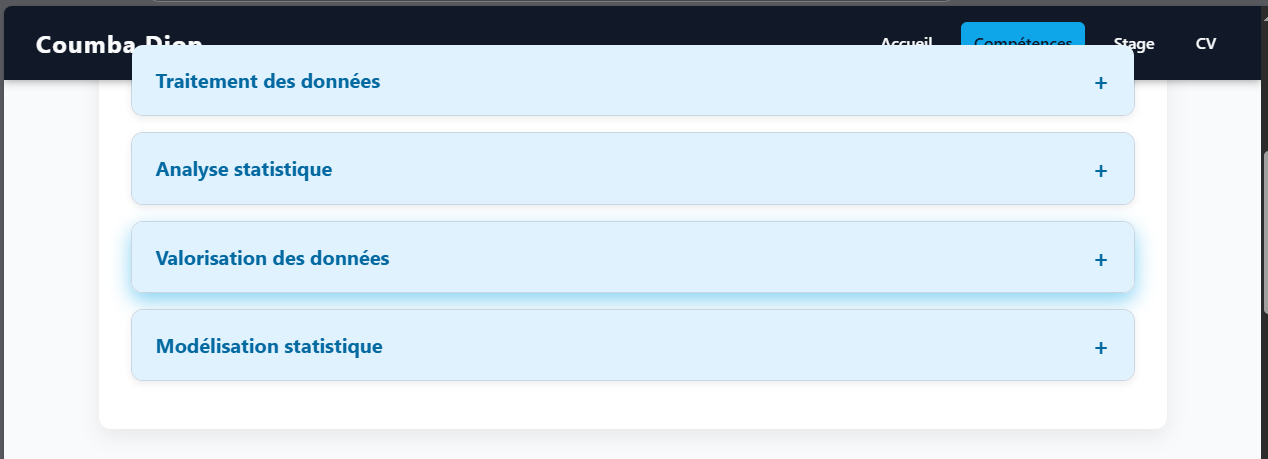 Coumba Diop
Accueil
Compétences
Stage
CV
Traitement des données
+
Analyse statistique
+
Valorisation des données
+
Modélisation statistique
+